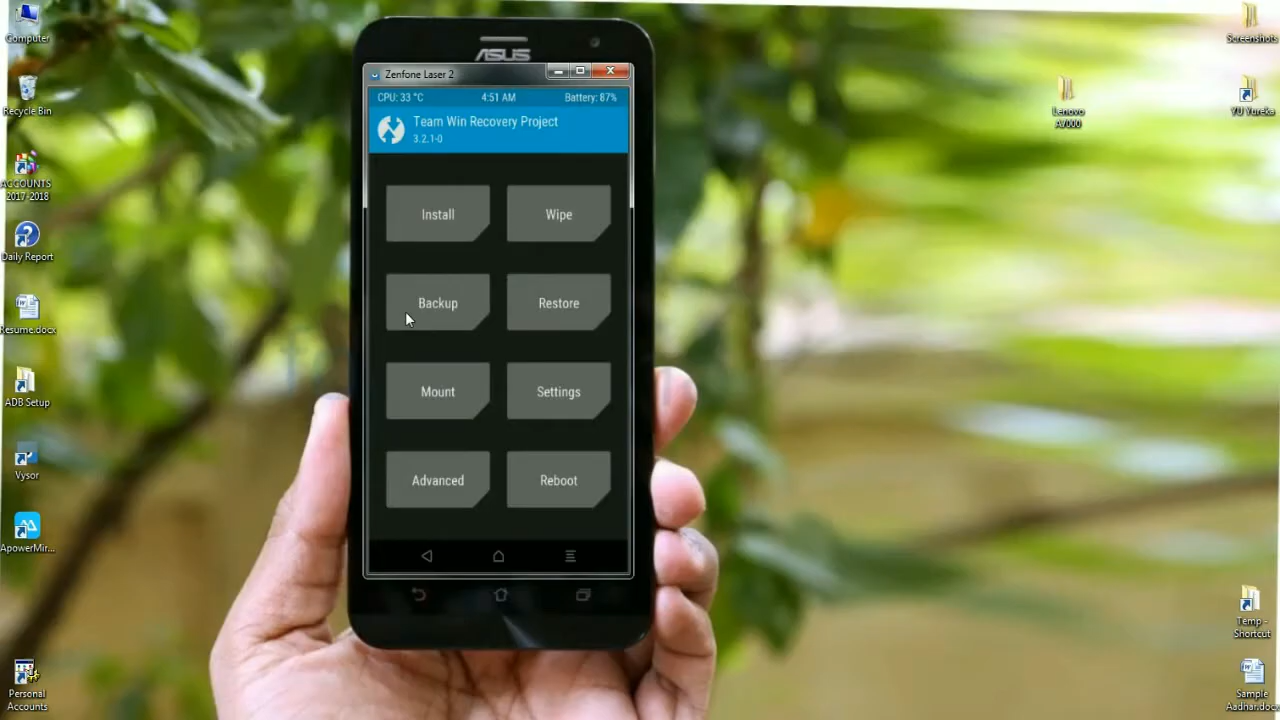 Computer
Recycle Bin
ACCOUNTS
2017-2018
Daily Report
Resume.docx
ADB Setup
Vysor
ApowerMir...
Personal
Accounts
ASUS
Zenfone Laser 2
CPU: 33 °C 4:51 AM Battery: 87%
Team Win Recovery Project
3.2.1-0
Install Wipe
Backup Restore
Mount Settings
Advanced Reboot
Screenshots
Lenovo
A7000
YU Yureka
Temp -
Shortcut
Sample
Aadhar.docx